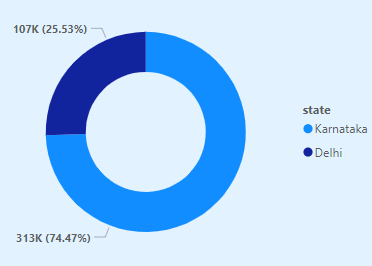 107K (25.53%)
state
Karnataka
Delhi
313K (74.47%)